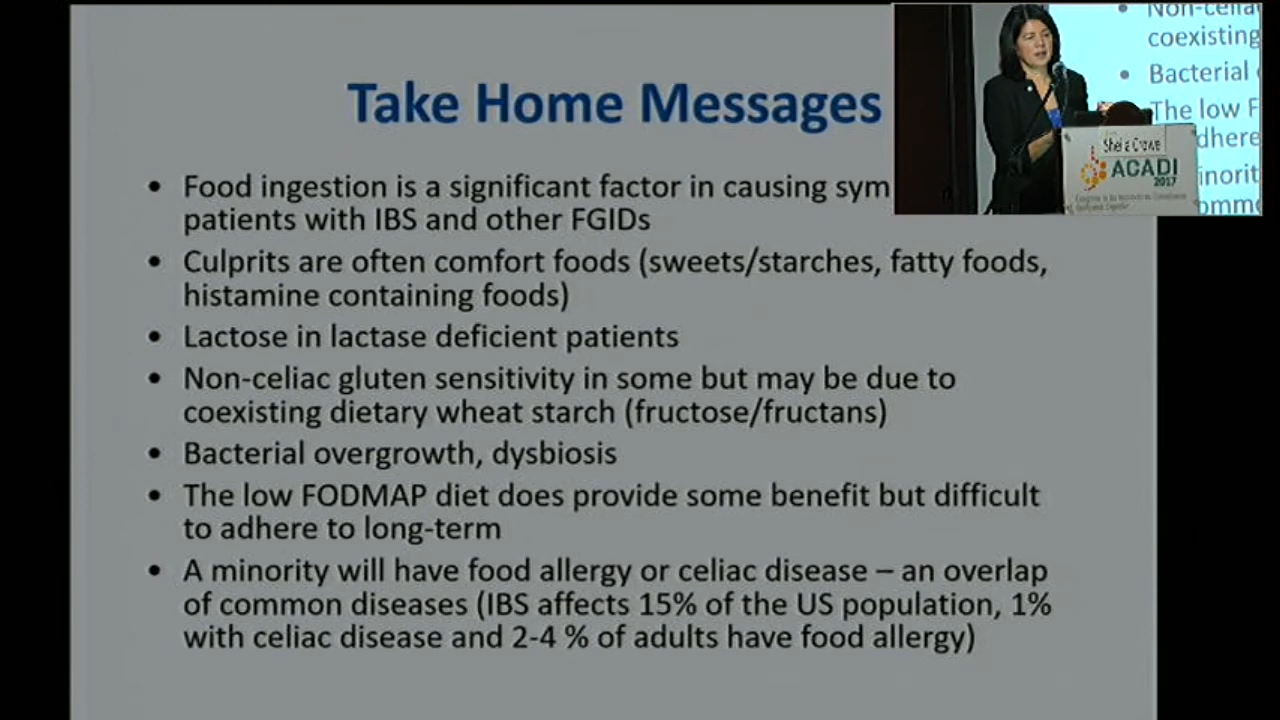 Take Home Messages
• Food ingestion is a significant factor in causing sym
patients with IBS and other FGIDs
• Culprits are often comfort foods (sweets/starches, fatty foods,
histamine containing foods)
• Lactose in lactase deficient patients
• Non-celiac gluten sensitivity in some but may be due to
coexisting dietary wheat starch (fructose/fructans)
• Bacterial overgrowth, dysbiosis
• The low FODMAP diet does provide some benefit but difficult
to adhere to long-term
• A minority will have food allergy or celiac disease – an overlap
of common diseases (IBS affects 15% of the US population, 1%
with celiac disease and 2-4 % of adults have food allergy)
• Non-celia
coexisting
• Bacterial
The low F
dhere
inorit
omm
Sheila Crowe
ACADI
2017